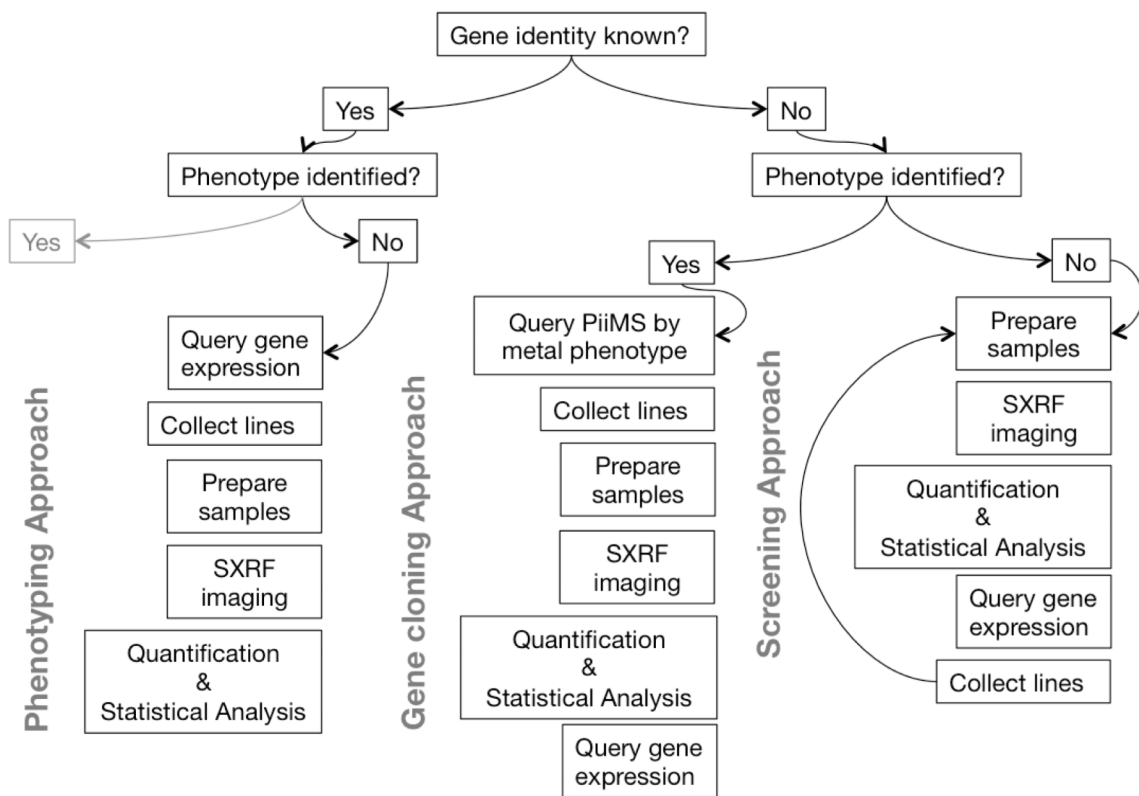 Gene identity known?
Yes
No
Phenotype identified?
Phenotype identified?
Yes
No
Yes
No
Phenotyping Approach
Query gene
expression
Collect lines
Prepare
samples
SXRF
imaging
Quantification
&
Statistical Analysis
Gene cloning Approach
Query PiiMS by
metal phenotype
Collect lines
Prepare
samples
SXRF
imaging
Quantification
&
Statistical Analysis
Query gene
expression
Screening Approach
Prepare
samples
SXRF
imaging
Quantification
&
Statistical Analysis
Query gene
expression
Collect lines